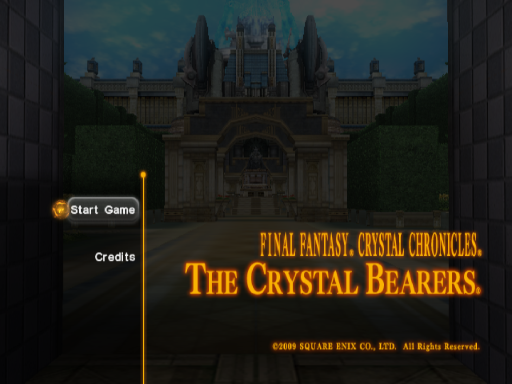 Start Game
Credits
FINAL FANTASY® CRYSTAL CHRONICLES®
THE CRYSTAL BEARERS®
©2009 SQUARE ENIX CO., LTD. All Rights Reserved.